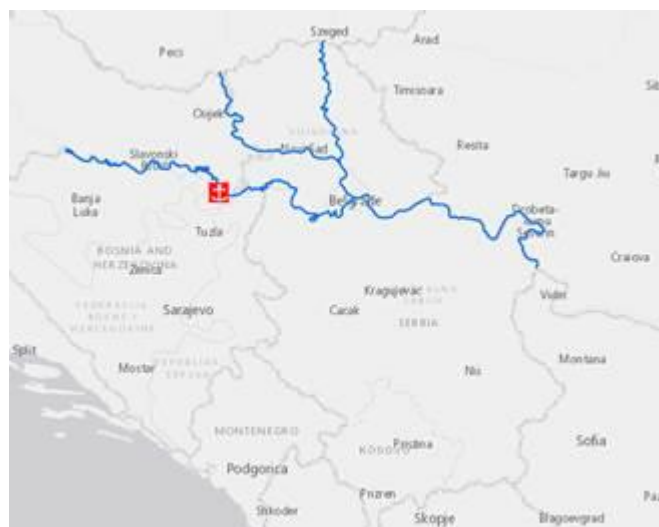 Szeged
Arad
Pecs
Timisoara
Osijek
Resita
Novi Sad
Slavonski
Targu Jiu
Banja
Luka
Belgrade
Drobeta-
Severin
Tuzla
BOSNIA AND
HERZEGOVINA
Zenica
Craiova
Kragujevac
Vidin
Sarajevo
Cacak
SERBIA
Split
Mostar
Montana
Nis
MONTENEGRO
Sofia
KOSOVO
Pristina
Podgorica
Prizren
Shkoder
Skopje
Blagoevgrad